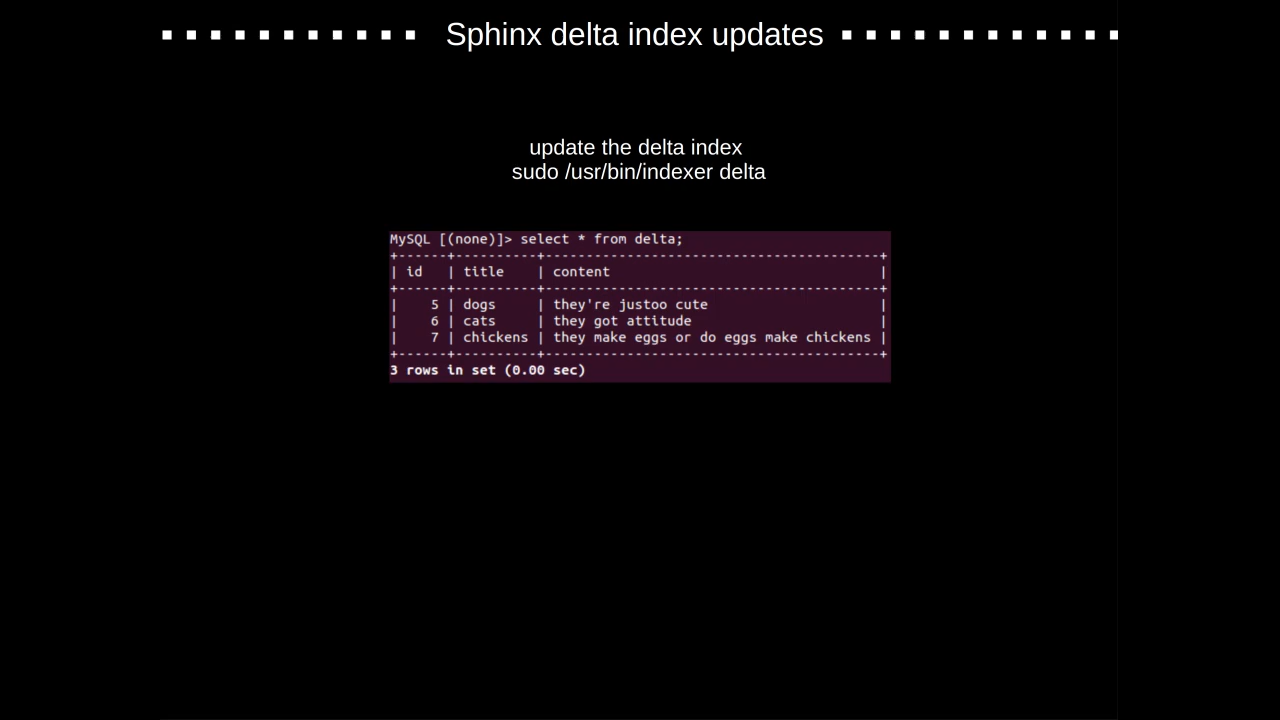 Sphinx delta index updates
update the delta index
sudo /usr/bin/indexer delta
MySQL [(none)]> select * from delta;
+------+----------+-----------------------------------------+
| id   | title    | content                                 |
+------+----------+-----------------------------------------+
|    5 | dogs     | they're justoo cute                     |
|    6 | cats     | they got attitude                       |
|    7 | chickens | they make eggs or do eggs make chickens |
+------+----------+-----------------------------------------+
3 rows in set (0.00 sec)